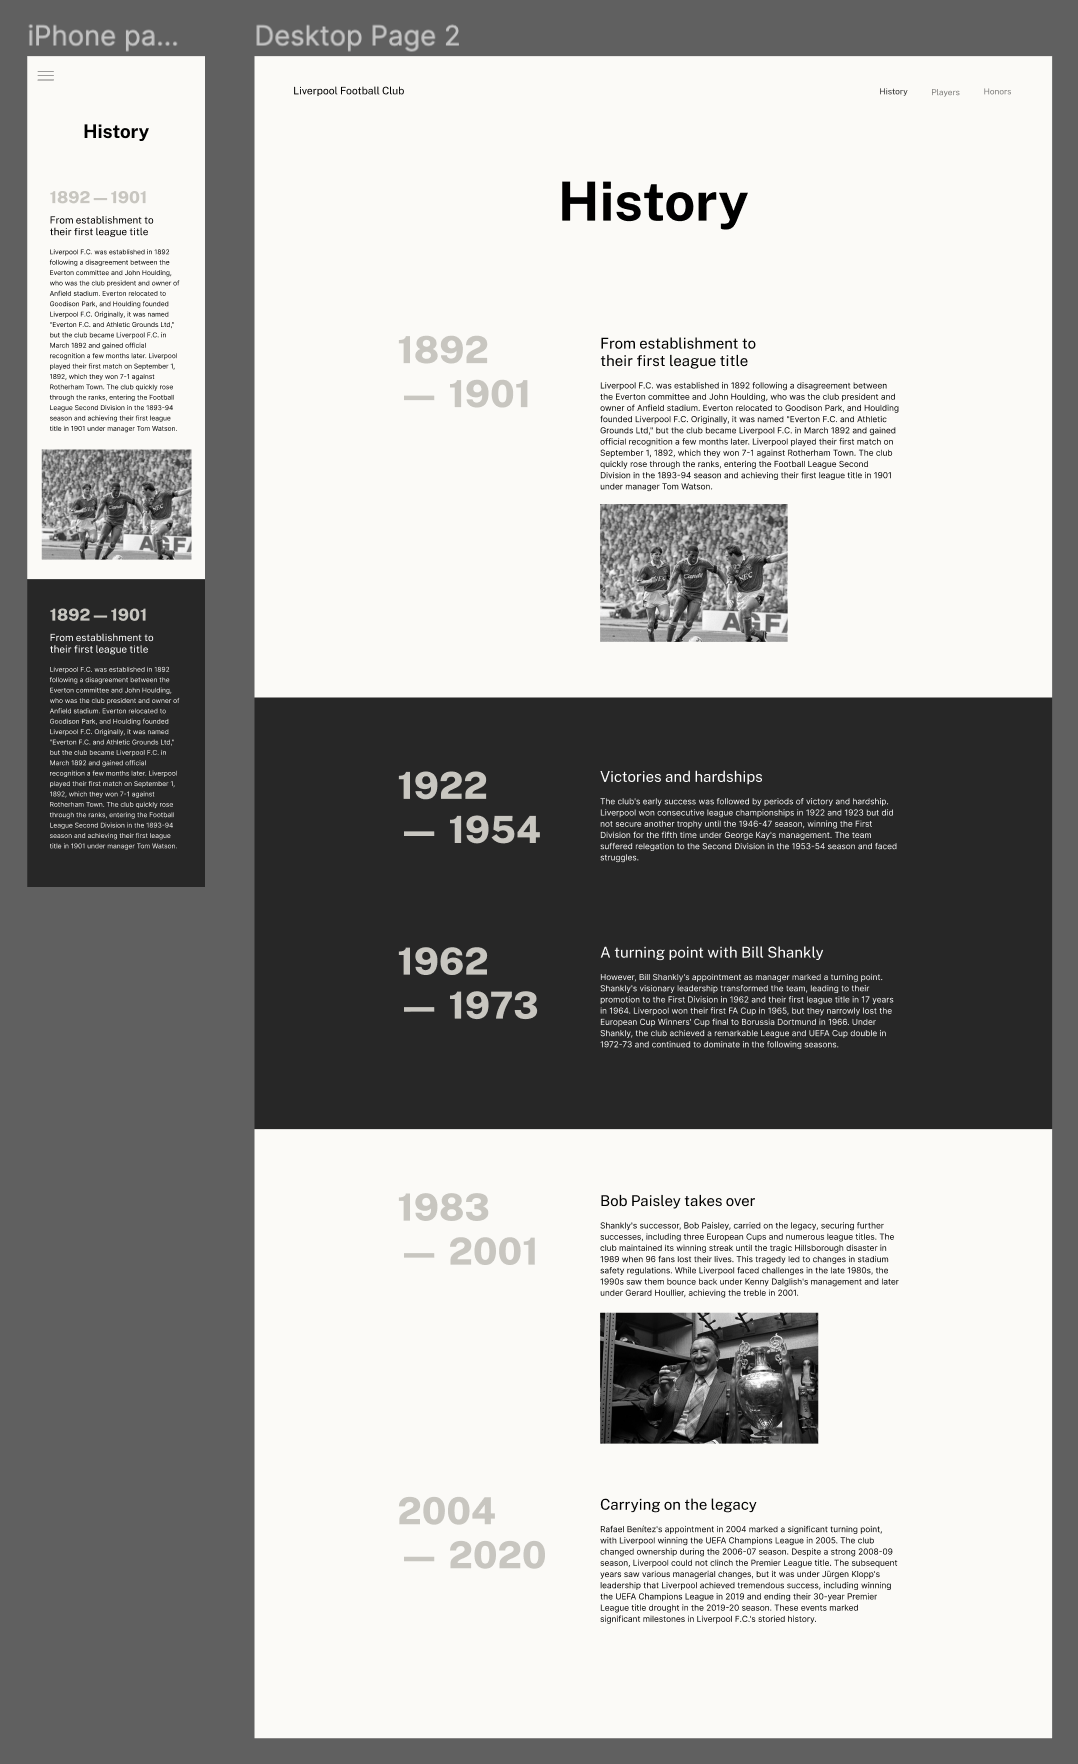 iPhone pa...
History
1892 — 1901
From establishment to
their first league title
Liverpool F.C. was established in 1892
following a disagreement between the
Everton committee and John Houlding,
who was the club president and owner of
Anfield stadium. Everton relocated to
Goodison Park, and Houlding founded
Liverpool F.C. Originally, it was named
"Everton F.C. and Athletic Grounds Ltd,"
but the club became Liverpool F.C. in
March 1892 and gained official
recognition a few months later. Liverpool
played their first match on September 1,
1892, which they won 7-1 against
Rotherham Town. The club quickly rose
through the ranks, entering the Football
League Second Division in the 1893-94
season and achieving their first league
title in 1901 under manager Tom Watson.
Candy
NEC
AGFA
1892 — 1901
From establishment to
their first league title
Liverpool F.C. was established in 1892
following a disagreement between the
Everton committee and John Houlding,
who was the club president and owner of
Anfield stadium. Everton relocated to
Goodison Park, and Houlding founded
Liverpool F.C. Originally, it was named
"Everton F.C. and Athletic Grounds Ltd,"
but the club became Liverpool F.C. in
March 1892 and gained official
recognition a few months later. Liverpool
played their first match on September 1,
1892, which they won 7-1 against
Rotherham Town. The club quickly rose
through the ranks, entering the Football
League Second Division in the 1893-94
season and achieving their first league
title in 1901 under manager Tom Watson.
Desktop Page 2
Liverpool Football Club
History Players Honors
History
1892
— 1901
From establishment to
their first league title
Liverpool F.C. was established in 1892 following a disagreement between
the Everton committee and John Houlding, who was the club president and
owner of Anfield stadium. Everton relocated to Goodison Park, and Houlding
founded Liverpool F.C. Originally, it was named "Everton F.C. and Athletic
Grounds Ltd," but the club became Liverpool F.C. in March 1892 and gained
official recognition a few months later. Liverpool played their first match on
September 1, 1892, which they won 7-1 against Rotherham Town. The club
quickly rose through the ranks, entering the Football League Second
Division in the 1893-94 season and achieving their first league title in 1901
under manager Tom Watson.
Candy
NEC
AGFA
1922
— 1954
Victories and hardships
The club's early success was followed by periods of victory and hardship.
Liverpool won consecutive league championships in 1922 and 1923 but did
not secure another trophy until the 1946-47 season, winning the First
Division for the fifth time under George Kay's management. The team
suffered relegation to the Second Division in the 1953-54 season and faced
struggles.
1962
— 1973
A turning point with Bill Shankly
However, Bill Shankly's appointment as manager marked a turning point.
Shankly's visionary leadership transformed the team, leading to their
promotion to the First Division in 1962 and their first league title in 17 years
in 1964. Liverpool won their first FA Cup in 1965, but they narrowly lost the
European Cup Winners' Cup final to Borussia Dortmund in 1966. Under
Shankly, the club achieved a remarkable League and UEFA Cup double in
1972-73 and continued to dominate in the following seasons.
1983
— 2001
Bob Paisley takes over
Shankly's successor, Bob Paisley, carried on the legacy, securing further
successes, including three European Cups and numerous league titles. The
club maintained its winning streak until the tragic Hillsborough disaster in
1989 when 96 fans lost their lives. This tragedy led to changes in stadium
safety regulations. While Liverpool faced challenges in the late 1980s, the
1990s saw them bounce back under Kenny Dalglish's management and later
under Gerard Houllier, achieving the treble in 2001.
2004
— 2020
Carrying on the legacy
Rafael Benítez's appointment in 2004 marked a significant turning point,
with Liverpool winning the UEFA Champions League in 2005. The club
changed ownership during the 2006-07 season. Despite a strong 2008-09
season, Liverpool could not clinch the Premier League title. The subsequent
years saw various managerial changes, but it was under Jürgen Klopp's
leadership that Liverpool achieved tremendous success, including winning
the UEFA Champions League in 2019 and ending their 30-year Premier
League title drought in the 2019-20 season. These events marked
significant milestones in Liverpool F.C.'s storied history.